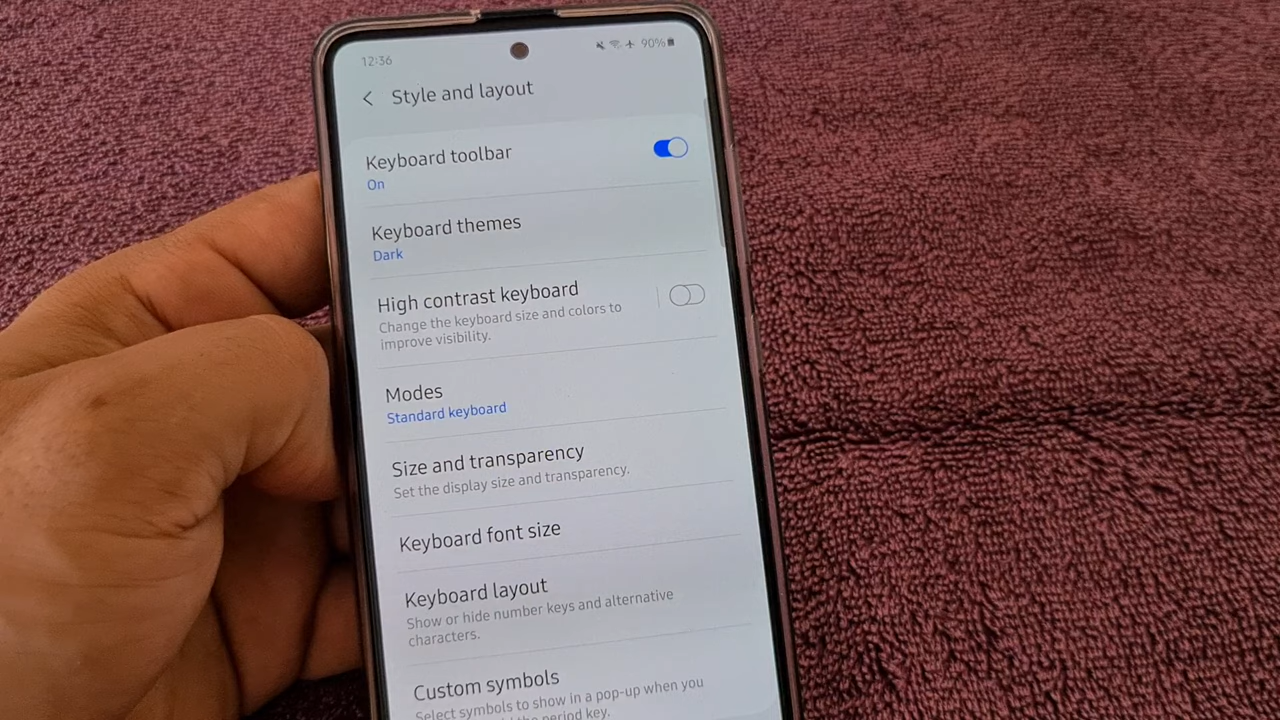 12:36
90%
Style and layout
Keyboard toolbar
On
Keyboard themes
Dark
High contrast keyboard
Change the keyboard size and colors to
improve visibility.
Modes
Standard keyboard
Size and transparency
Set the display size and transparency.
Keyboard font size
Keyboard layout
Show or hide number keys and alternative
characters.
Custom symbols
Select symbols to show in a pop-up when you
the period key.